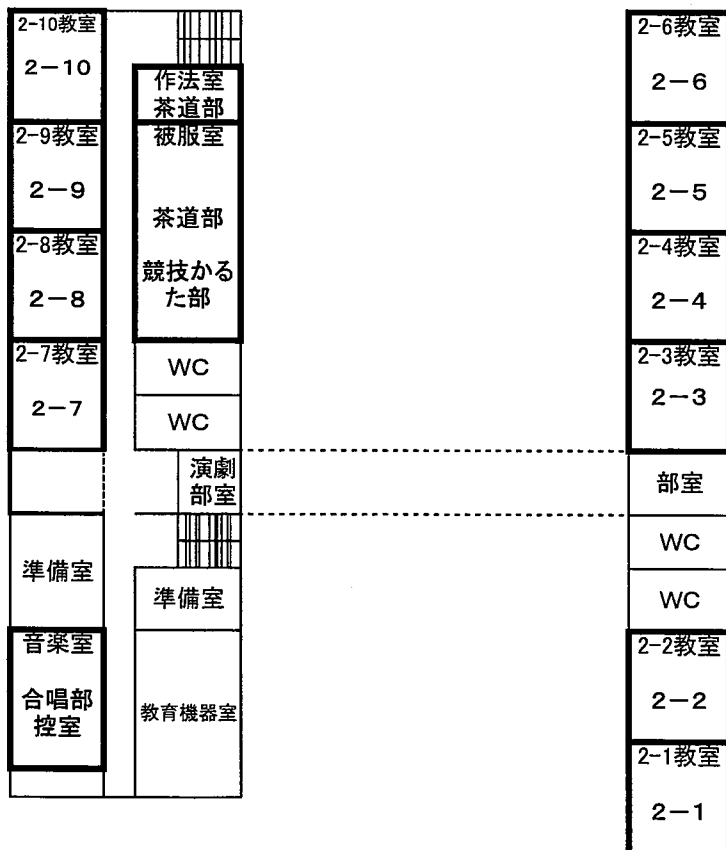 2-10教室
2－10
2-9教室
2－9
2-8教室
2－8
2-7教室
2－7
準備室
音楽室
合唱部
控室
作法室
茶道部
被服室
茶道部
競技かる
た部
WC
WC
演劇
部室
準備室
教育機器室
2-6教室
2－6
2-5教室
2－5
2-4教室
2－4
2-3教室
2－3
部室
WC
WC
2-2教室
2－2
2-1教室
2－1